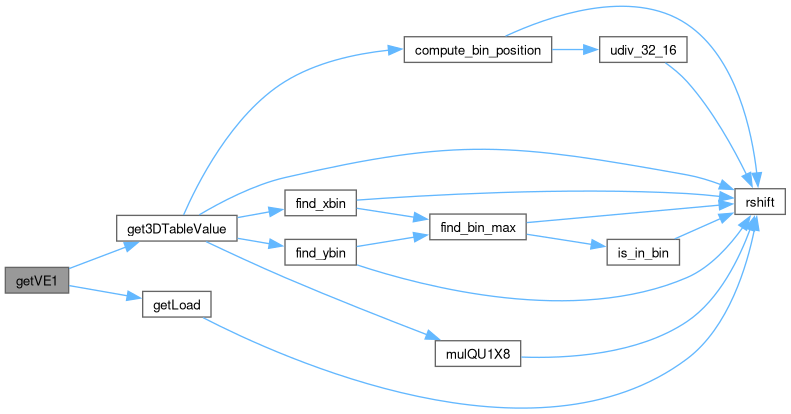 getVE1
get3DTableValue
getLoad
compute_bin_position
find_xbin
find_ybin
mulQU1X8
udiv_32_16
find_bin_max
is_in_bin
rshift